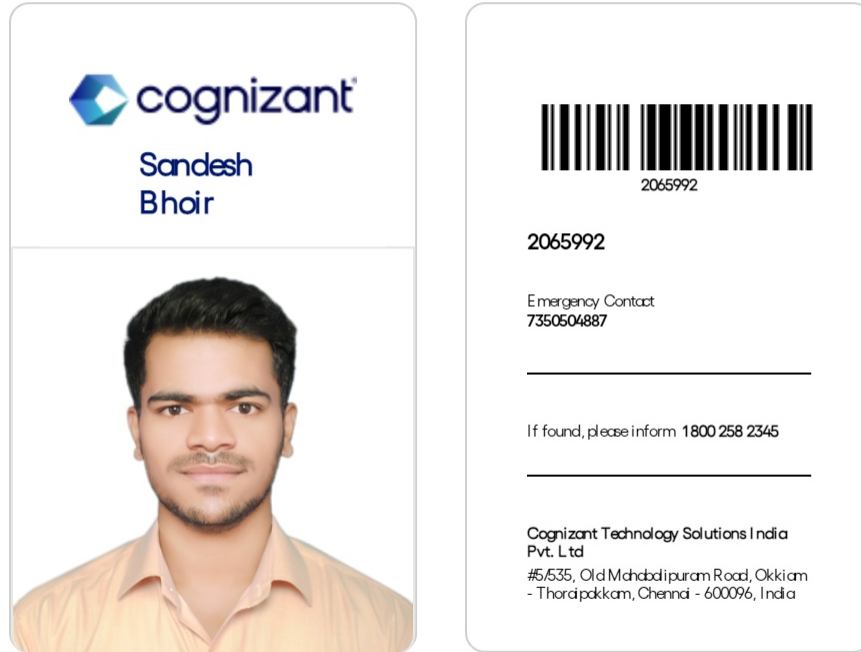 cognizant
Sandesh
Bhoir
2065992
2065992
Emergency Contact
7350504887
If found, please inform 1800 258 2345
Cognizant Technology Solutions India
Pvt. Ltd
#5/535, Old Mahabalipuram Road, Okkiam
- Thoraipakkam, Chennai - 600096, India